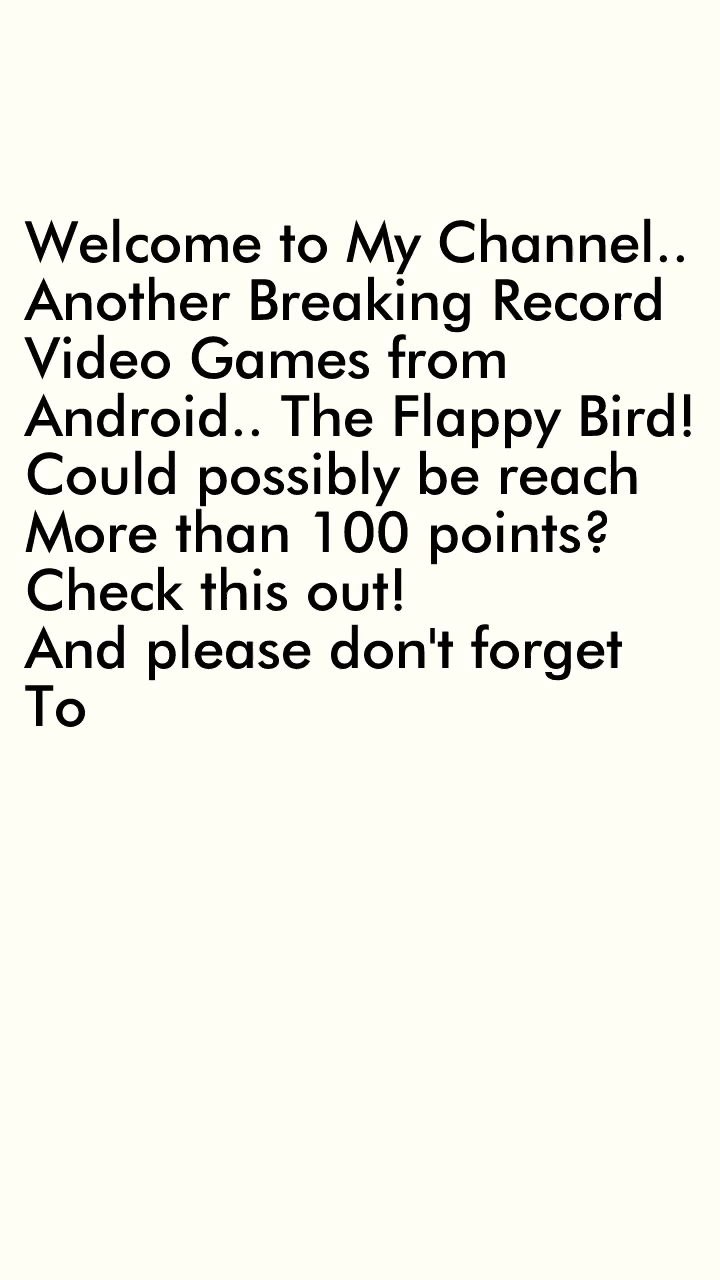 Welcome to My Channel..
Another Breaking Record
Video Games from
Android.. The Flappy Bird!
Could possibly be reach
More than 100 points?
Check this out!
And please don't forget
To